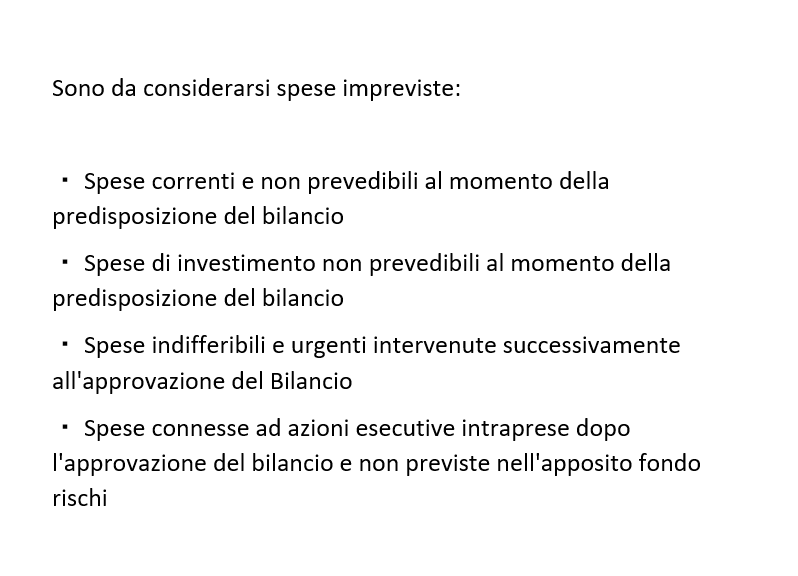 Sono da considerarsi spese impreviste:
▪ Spese correnti e non prevedibili al momento della
predisposizione del bilancio
▪ Spese di investimento non prevedibili al momento della
predisposizione del bilancio
▪ Spese indifferibili e urgenti intervenute successivamente
all'approvazione del Bilancio
▪ Spese connesse ad azioni esecutive intraprese dopo
l'approvazione del bilancio e non previste nell'apposito fondo
rischi